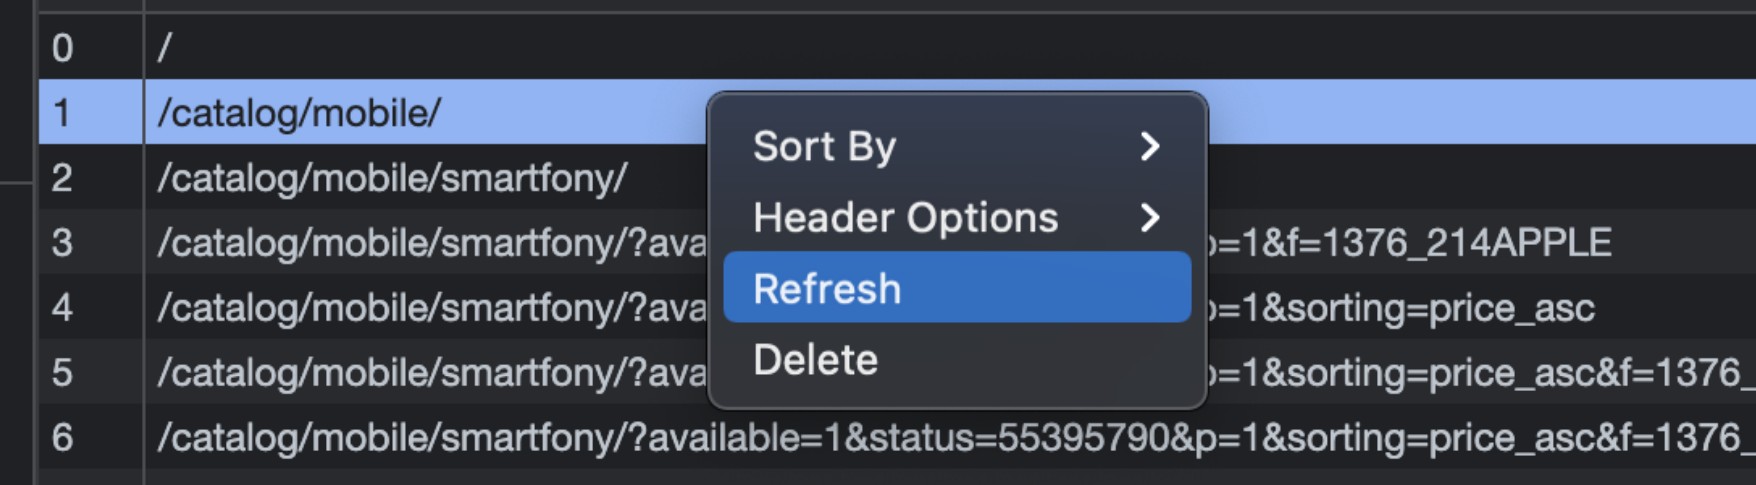 0 /
1 /catalog/mobile/
2 /catalog/mobile/smartfony/
3 /catalog/mobile/smartfony/?ava p=1&f=1376_214APPLE
4 /catalog/mobile/smartfony/?ava p=1&sorting=price_asc
5 /catalog/mobile/smartfony/?ava p=1&sorting=price_asc&f=1376_
6 /catalog/mobile/smartfony/?available=1&status=55395790&p=1&sorting=price_asc&f=1376_
Sort By
Header Options
Refresh
Delete